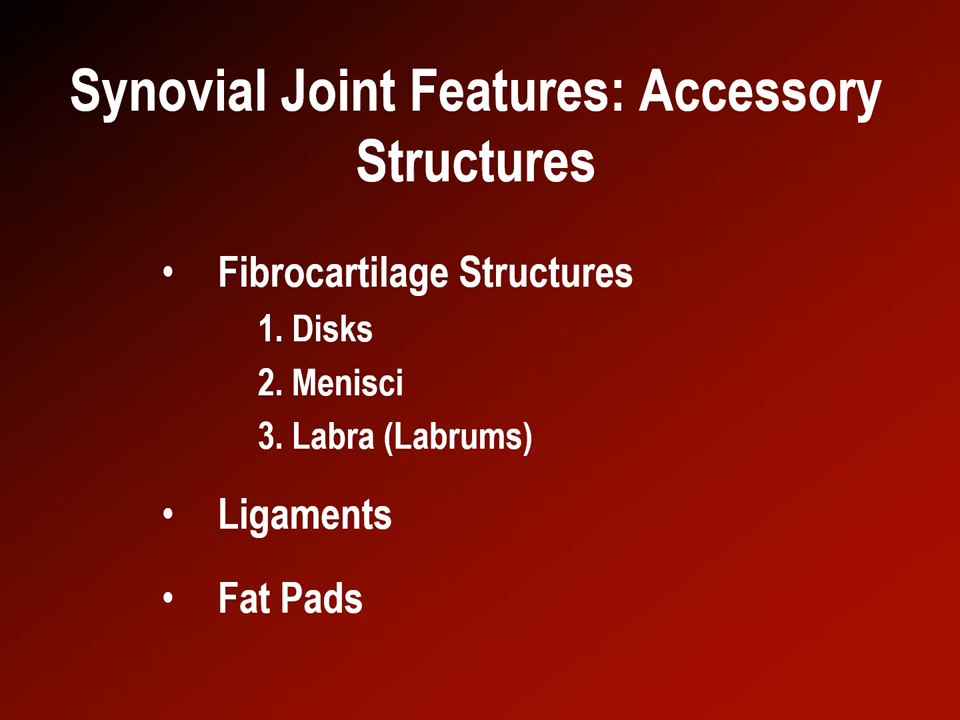 Synovial Joint Features: Accessory
Structures
• Fibrocartilage Structures
1. Disks
2. Menisci
3. Labra (Labrums)
• Ligaments
• Fat Pads